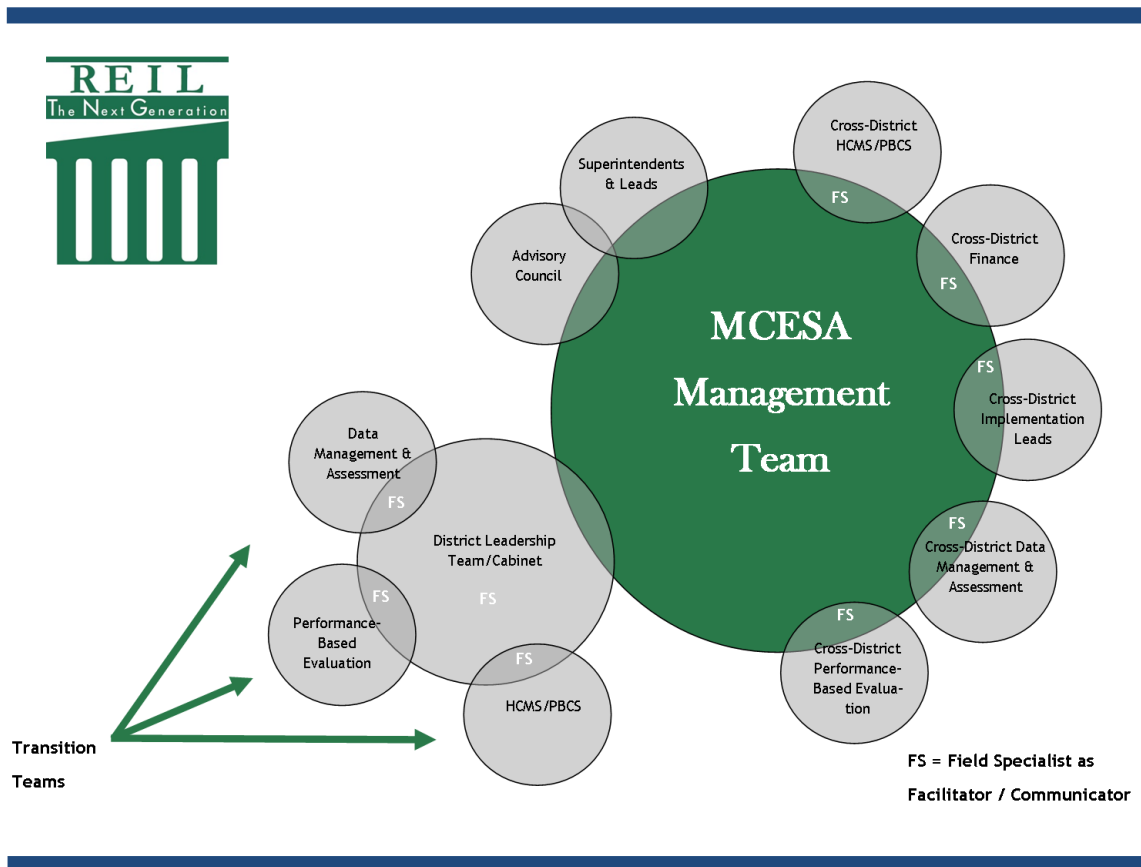 REIL
The Next Generation
Cross-District
HCMS/PBCS
FS
Superintendents
& Leads
Advisory
Council
Cross-District
Finance
FS
MCESA
Management
Team
FS
Cross-District
Implementation
Leads
Data
Management &
Assessment
FS
District Leadership
Team/Cabinet
FS
FS
Performance-
Based
Evaluation
FS
HCMS/PBCS
FS
Cross-District Data
Management &
Assessment
FS
Cross-District
Performance-
Based Evalua-
tion
Transition
Teams
FS = Field Specialist as
Facilitator / Communicator